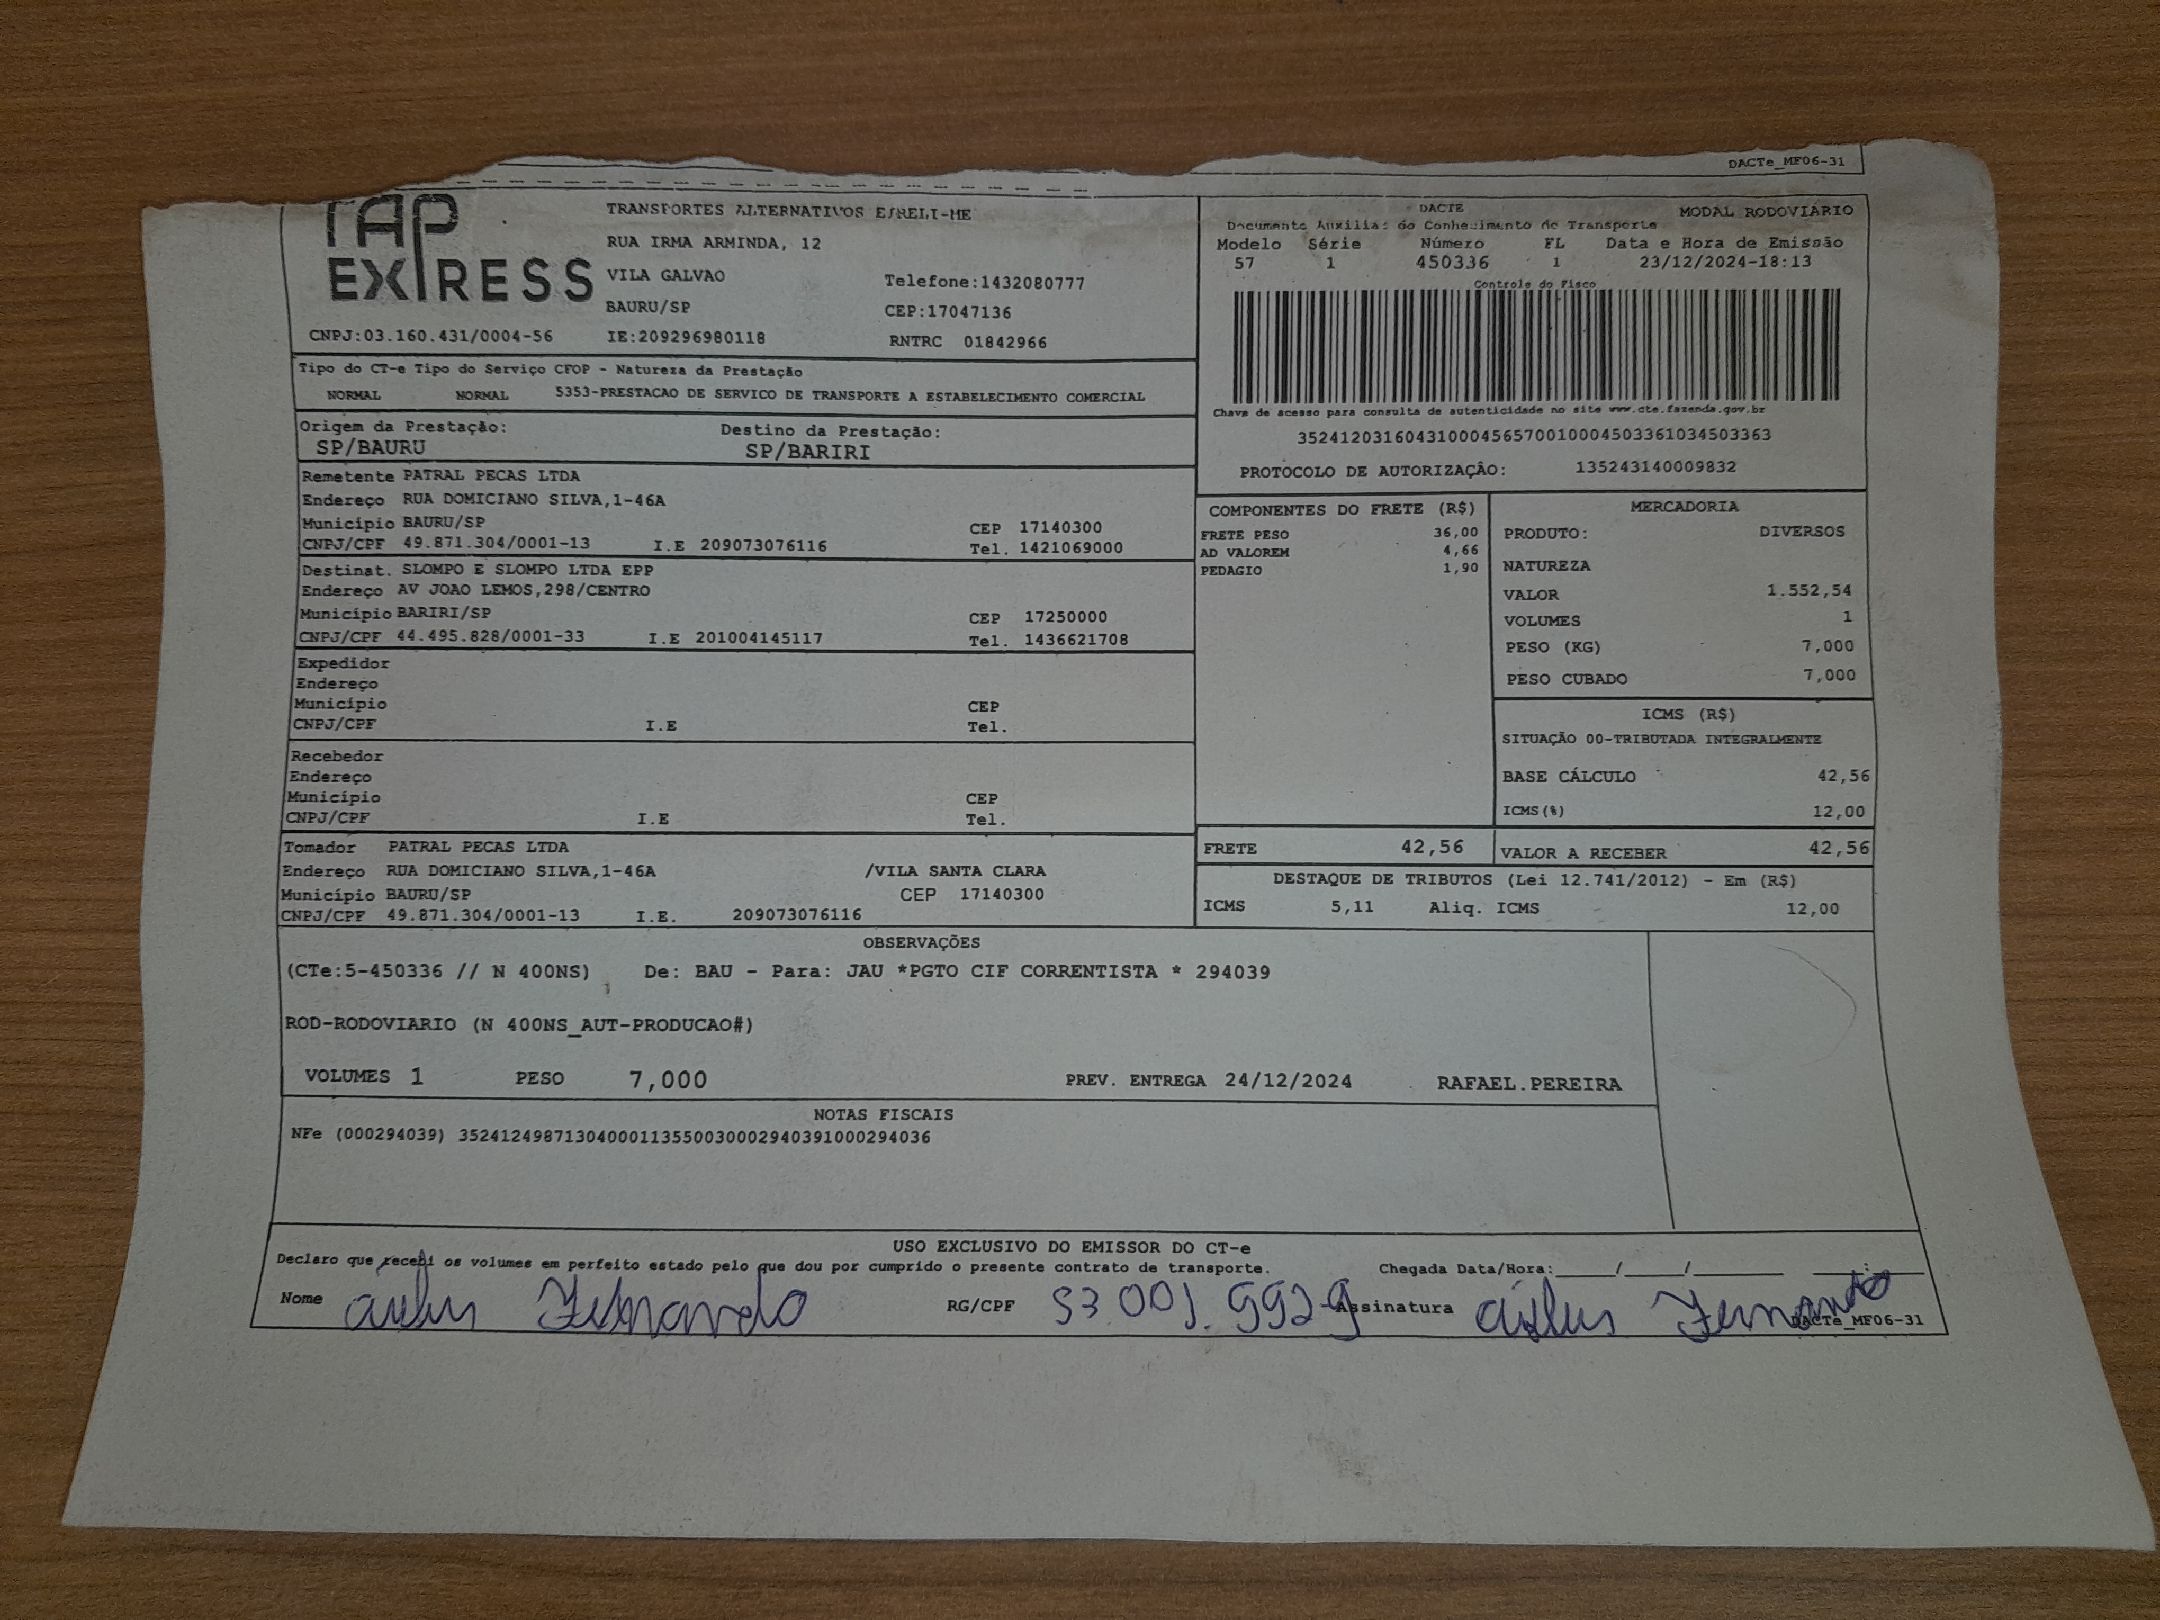 DACTe_MF06-31
TAP
EXPRESS
TRANSPORTES ALTERNATIVOS EIRELI-ME
RUA IRMA ARMINDA, 12
VILA GALVAO Telefone:1432080777
BAURU/SP CEP:17047136
CNPJ:03.160.431/0004-56 IE:209296980118 RNTRC 01842966
DACTE MODAL RODOVIÁRIO
Documento Auxiliar do Conhecimento de Transporte
Modelo Série Número FL Data e Hora de Emissão
57 1 450336 1 23/12/2024-18:13
Controle do Fisco
Chave de acesso para consulta de autenticidade no site www.cte.fazenda.gov.br
35241203160431000456570010004503361034503363
PROTOCOLO DE AUTORIZAÇÂO: 135243140009832
Tipo do CT-e Tipo do Serviço CFOP - Natureza da Prestação
NORMAL NORMAL 5353-PRESTACAO DE SERVICO DE TRANSPORTE A ESTABELECIMENTO COMERCIAL
Origem da Prestação: Destino da Prestação:
SP/BAURU SP/BARIRI
Remetente PATRAL PECAS LTDA
Endereço RUA DOMICIANO SILVA,1-46A
Município BAURU/SP CEP 17140300
CNPJ/CPF 49.871.304/0001-13 I.E 209073076116 Tel. 1421069000
Destinat. SLOMPO E SLOMPO LTDA EPP
Endereço AV JOAO LEMOS,298/CENTRO
Município BARIRI/SP CEP 17250000
CNPJ/CPF 44.495.828/0001-33 I.E 201004145117 Tel. 1436621708
Expedidor
Endereço
Município CEP
CNPJ/CPF I.E Tel.
Recebedor
Endereço
Município CEP
CNPJ/CPF I.E Tel.
Tomador PATRAL PECAS LTDA
Endereço RUA DOMICIANO SILVA,1-46A /VILA SANTA CLARA
Município BAURU/SP CEP 17140300
CNPJ/CPF 49.871.304/0001-13 I.E. 209073076116
COMPONENTES DO FRETE (R$)
FRETE PESO 36,00
AD VALOREM 4,66
PEDAGIO 1,90
MERCADORIA
PRODUTO: DIVERSOS
NATUREZA
VALOR 1.552,54
VOLUMES 1
PESO (KG) 7,000
PESO CUBADO 7,000
ICMS (R$)
SITUAÇÃO 00-TRIBUTADA INTEGRALMENTE
BASE CÁLCULO 42,56
ICMS(%) 12,00
FRETE 42,56 VALOR A RECEBER 42,56
DESTAQUE DE TRIBUTOS (Lei 12.741/2012) - Em (R$)
ICMS 5,11 Aliq. ICMS 12,00
OBSERVAÇÕES
(CTe:5-450336 // N 400NS) De: BAU - Para: JAU *PGTO CIF CORRENTISTA * 294039
ROD-RODOVIARIO (N 400NS_AUT-PRODUCAO#)
VOLUMES 1 PESO 7,000 PREV. ENTREGA 24/12/2024 RAFAEL.PEREIRA
NOTAS FISCAIS
NFe (000294039) 35241249871304000113550030002940391000294036
USO EXCLUSIVO DO EMISSOR DO CT-e
Declaro que recebi os volumes em perfeito estado pelo que dou por cumprido o presente contrato de transporte. Chegada Data/Hora:____/____/______ ____:____
Nome Fernando RG/CPF 53.001.992-9 Assinatura Fernando
DACTe_MF06-31